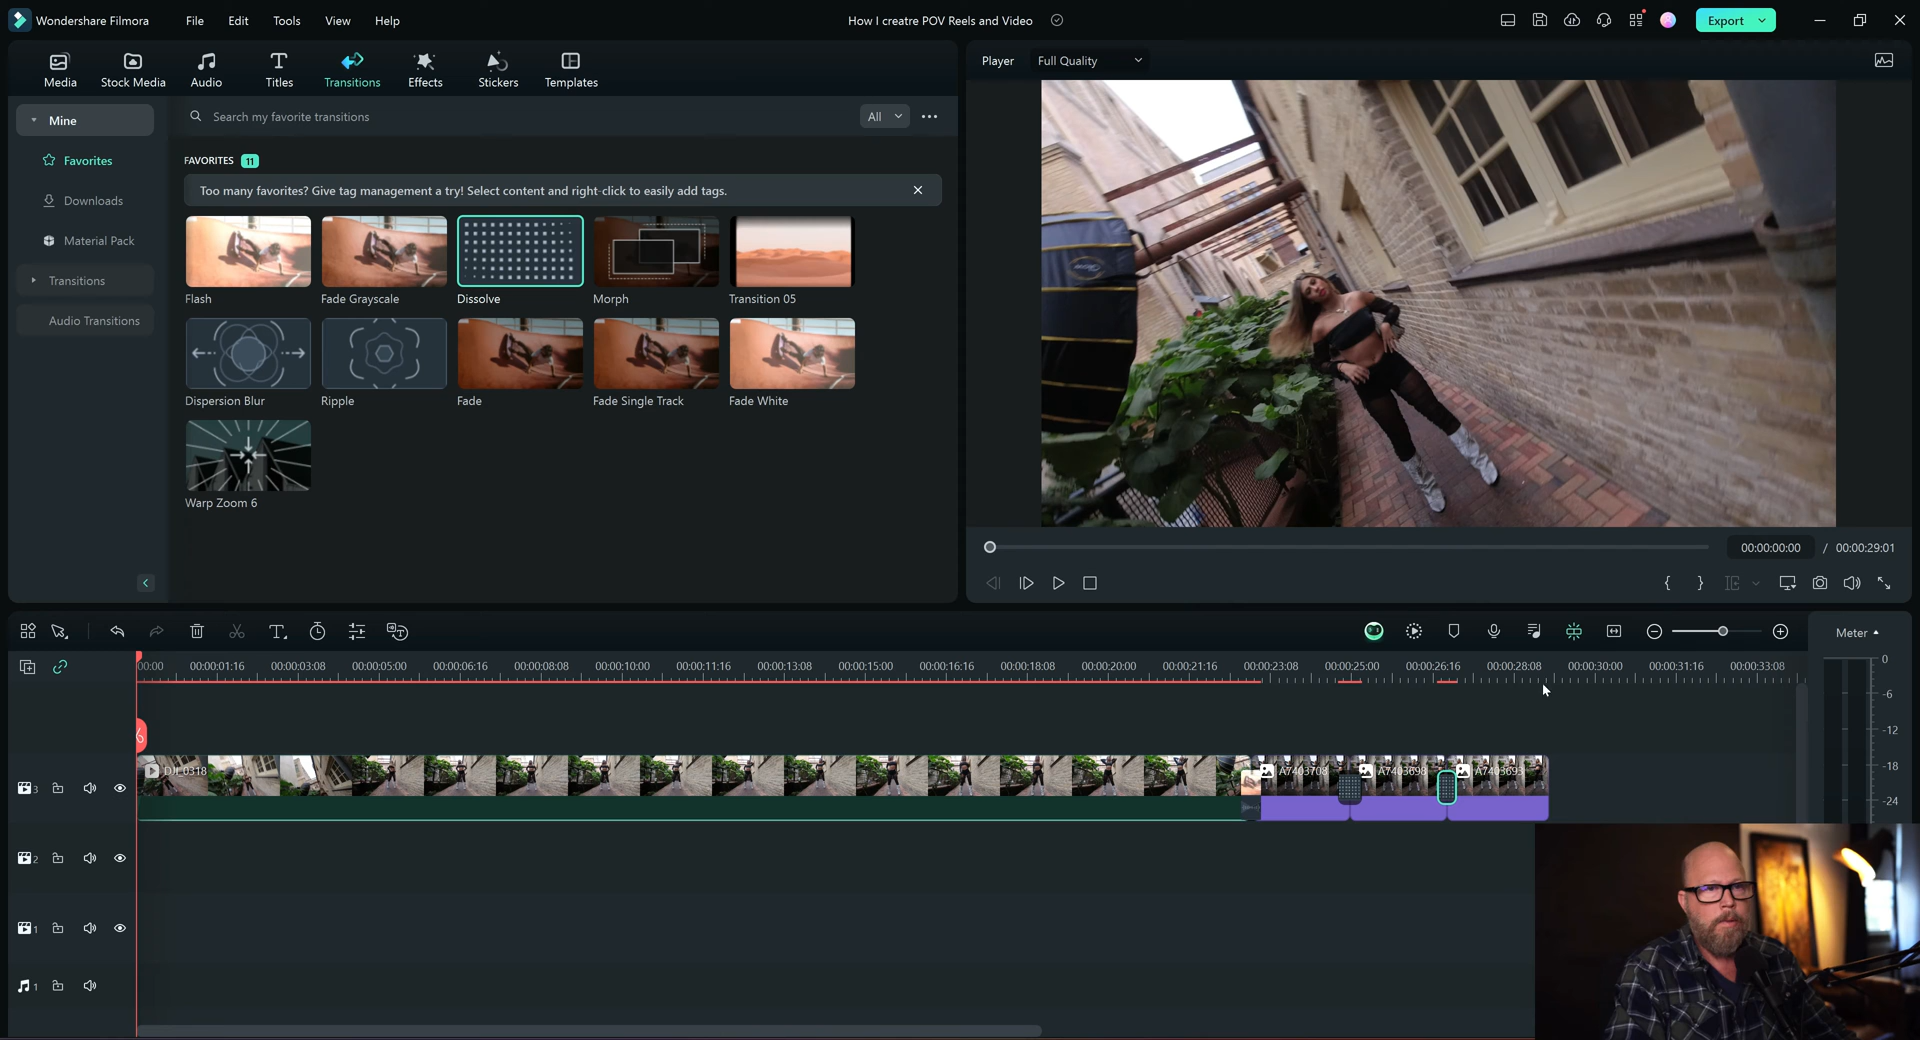 Wondershare Filmora
File Edit Tools View Help
How I creatre POV Reels and Video
Export
Media Stock Media Audio Titles Transitions Effects Stickers Templates
Player Full Quality
Mine
Search my favorite transitions
All
Favorites
FAVORITES 11
Downloads
Too many favorites? Give tag management a try! Select content and right-click to easily add tags.
Material Pack
Transitions
Audio Transitions
Flash Fade Grayscale Dissolve Morph Transition 05
Dispersion Blur Ripple Fade Fade Single Track Fade White
Warp Zoom 6
00:00:00:00 / 00:00:29:01
Meter
00:00 00:00:01:16 00:00:03:08 00:00:05:00 00:00:06:16 00:00:08:08 00:00:10:00 00:00:11:16 00:00:13:08 00:00:15:00 00:00:16:16 00:00:18:08 00:00:20:00 00:00:21:16 00:00:23:08 00:00:25:00 00:00:26:16 00:00:28:08 00:00:30:00 00:00:31:16 00:00:33:08
0
-6
-12
-18
-24
DJI_0318 A7403708 A7403698 A7403693
3
2
1
1